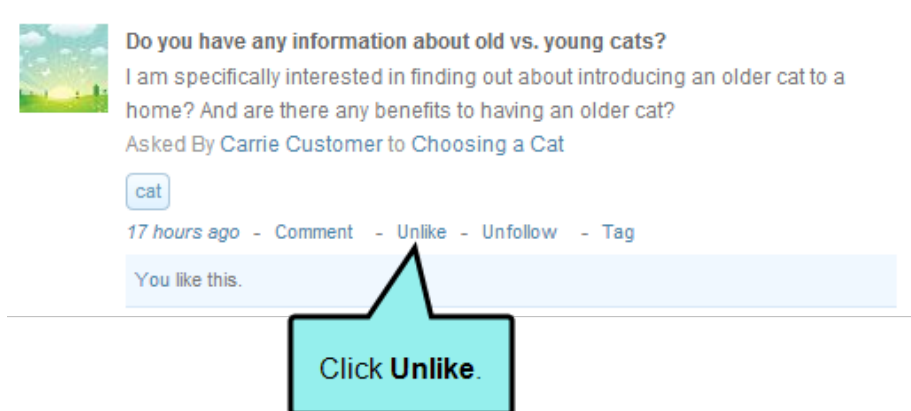 Do you have any information about old vs. young cats?
I am specifically interested in finding out about introducing an older cat to a
home? And are there any benefits to having an older cat?
Asked By Carrie Customer to Choosing a Cat
cat
17 hours ago - Comment - Unlike - Unfollow - Tag
You like this.
Click Unlike.